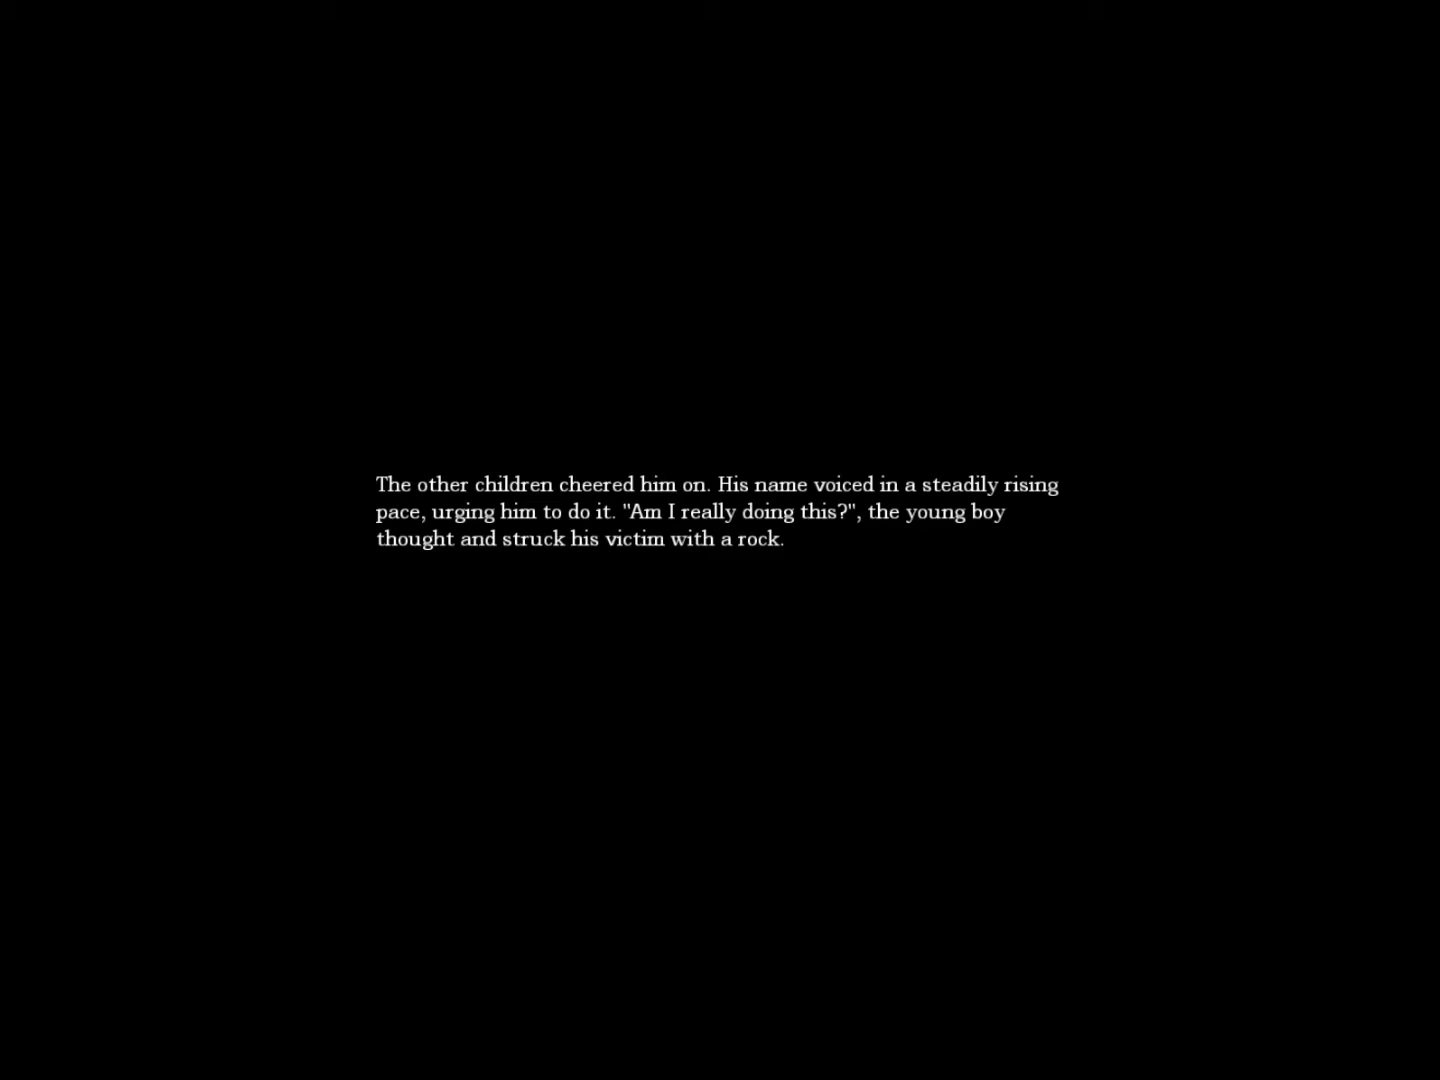 The other children cheered him on. His name voiced in a steadily rising
pace, urging him to do it. "Am I really doing this?", the young boy
thought and struck his victim with a rock.